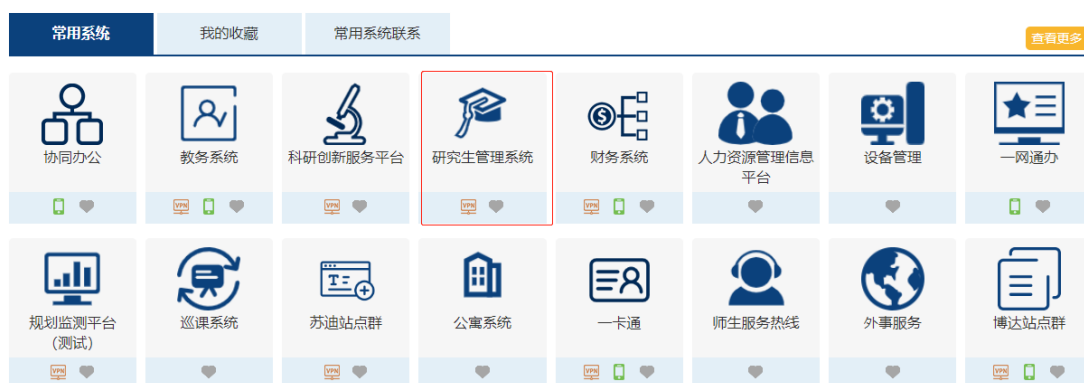 常用系统 我的收藏 常用系统联系 查看更多
协同办公 教务系统 科研创新服务平台 研究生管理系统 财务系统 人力资源管理信息平台 设备管理 一网通办
VPN VPN VPN VPN
规划监测平台(测试) 巡课系统 苏迪站点群 公寓系统 一卡通 师生服务热线 外事服务 博达站点群
VPN VPN VPN VPN